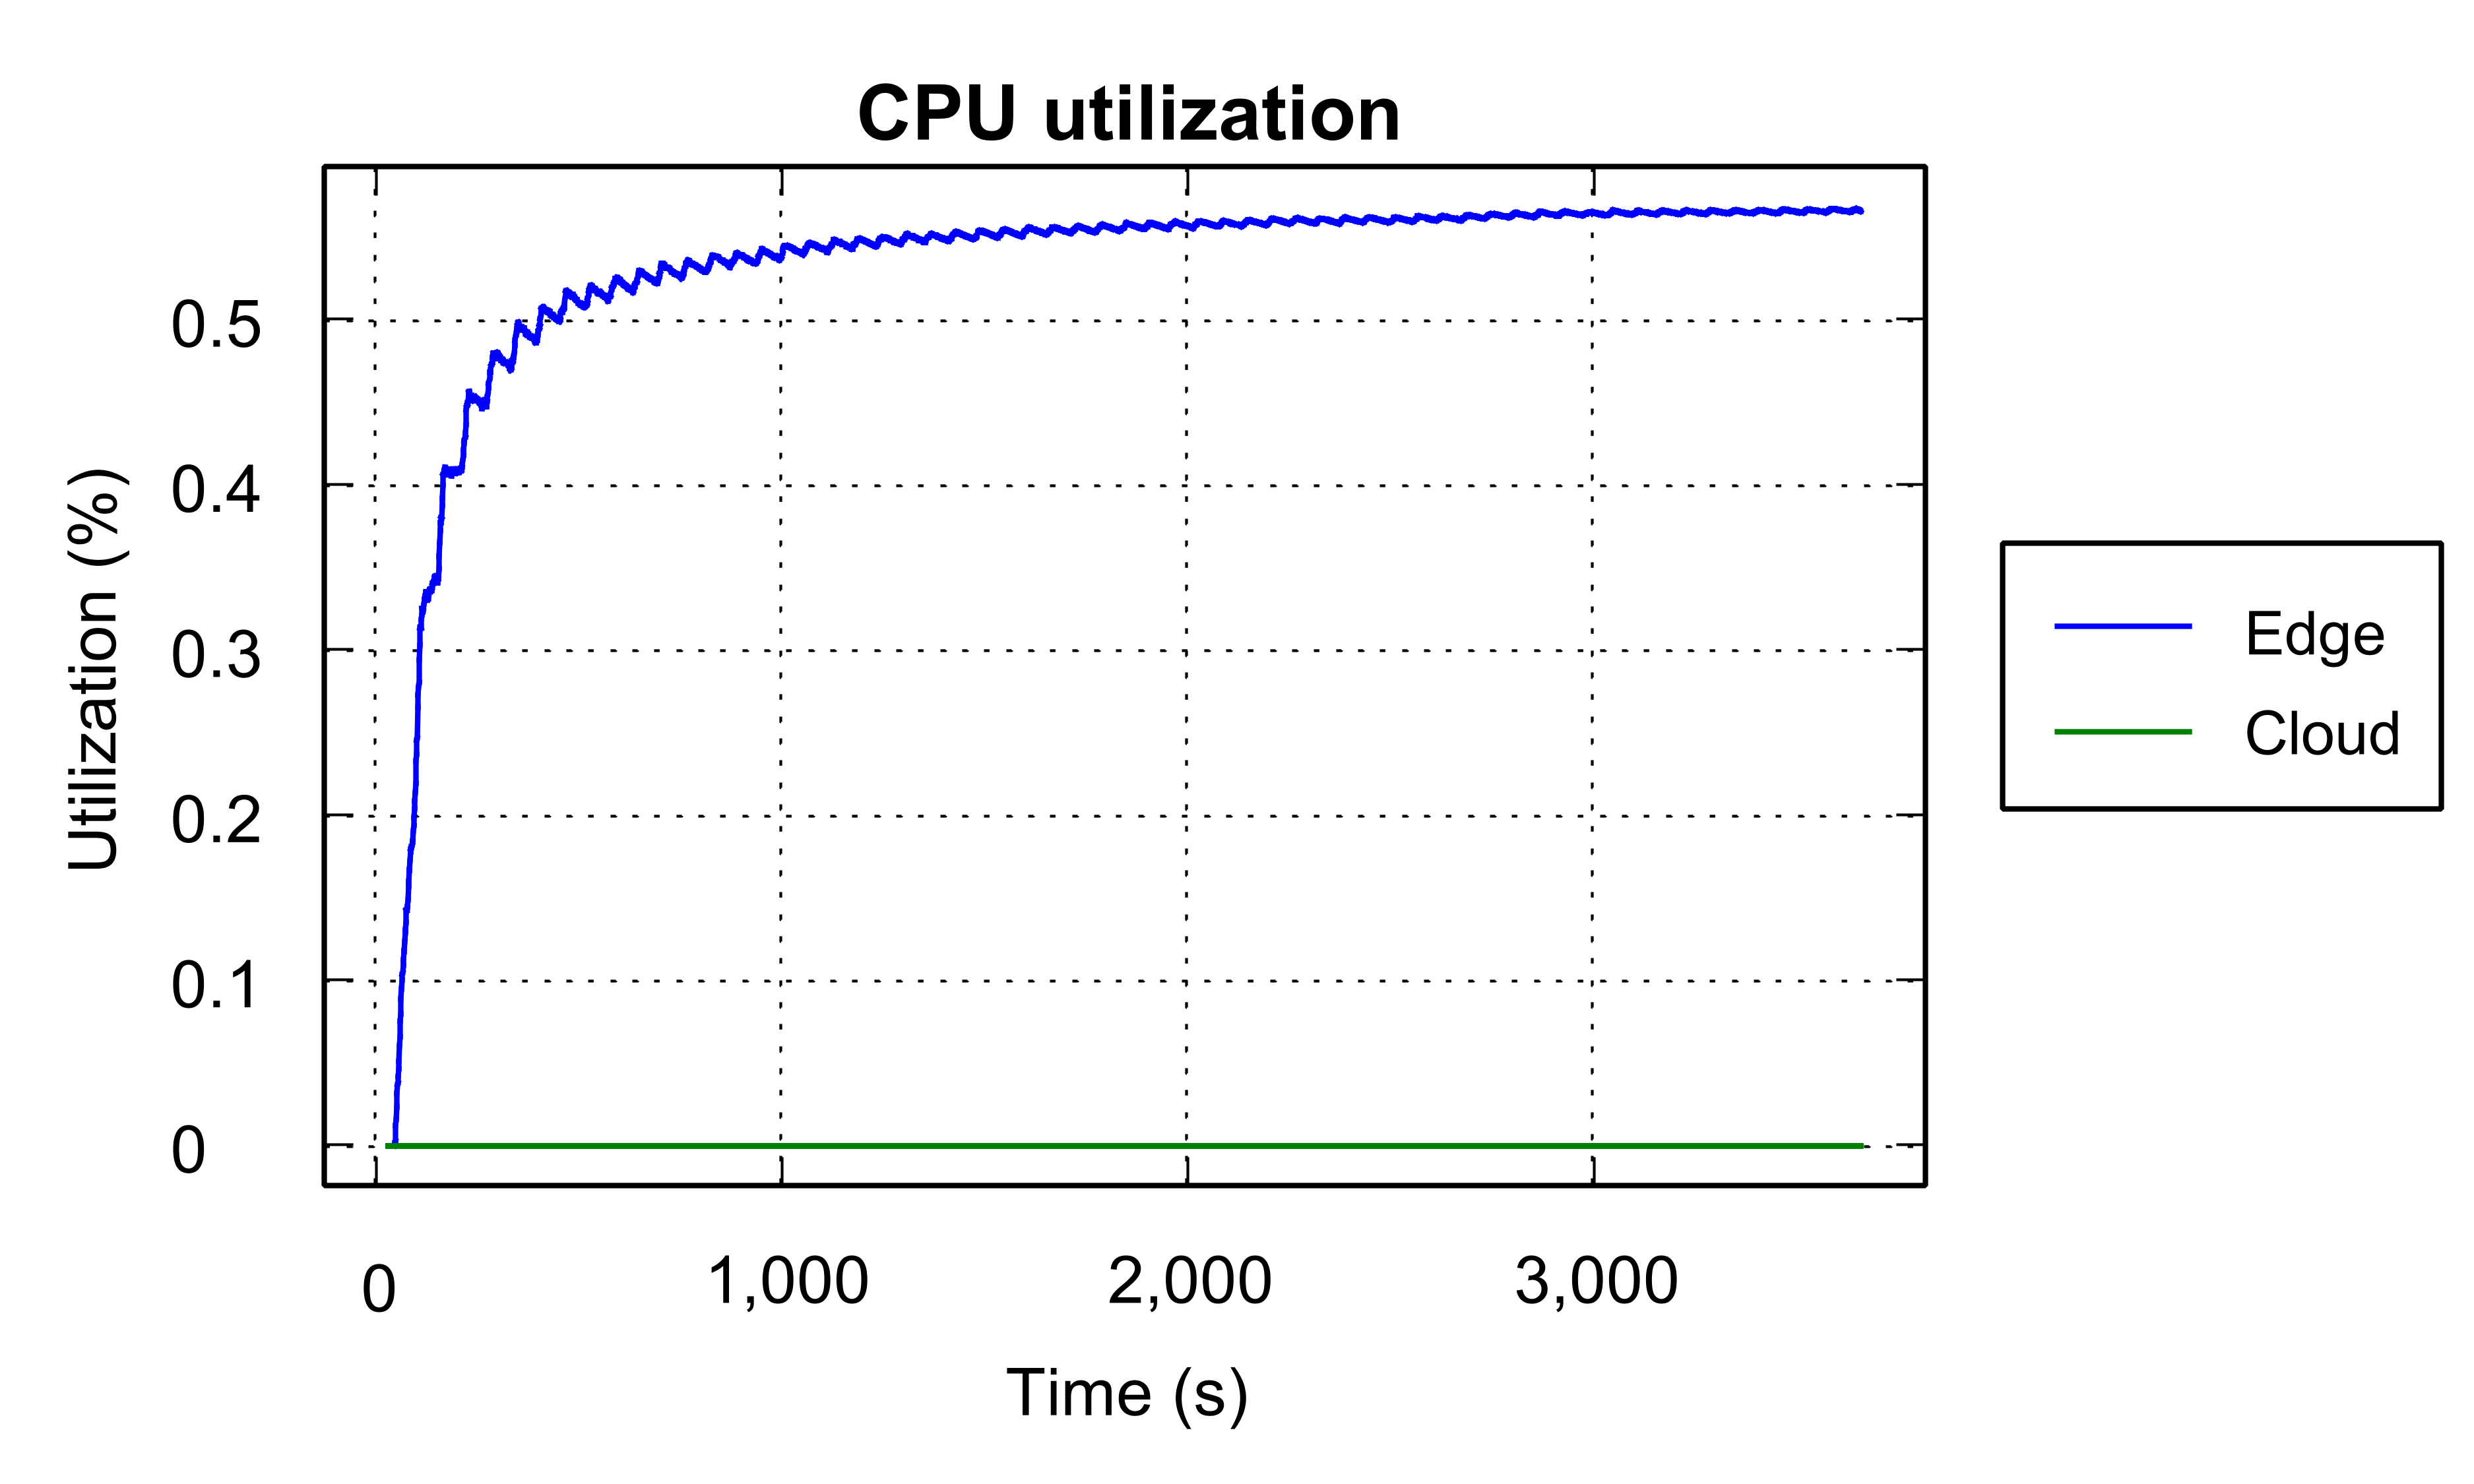 CPU utilization
Utilization (%)
0.5
0.4
0.3
0.2
0.1
0
0
1,000
2,000
3,000
Time (s)
Edge
Cloud